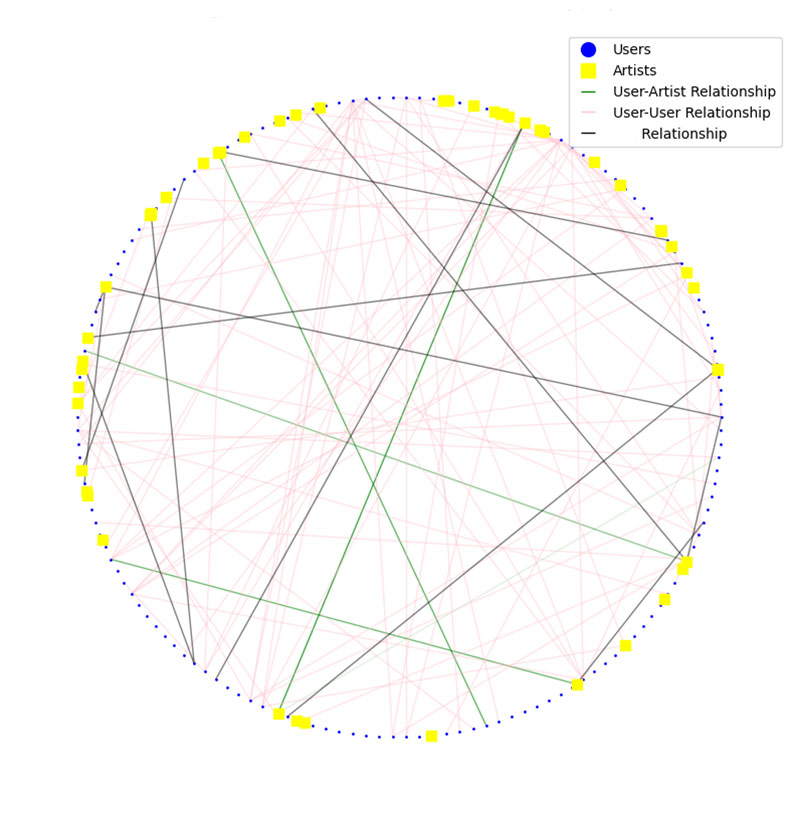 Users
Artists
User-Artist Relationship
User-User Relationship
Relationship